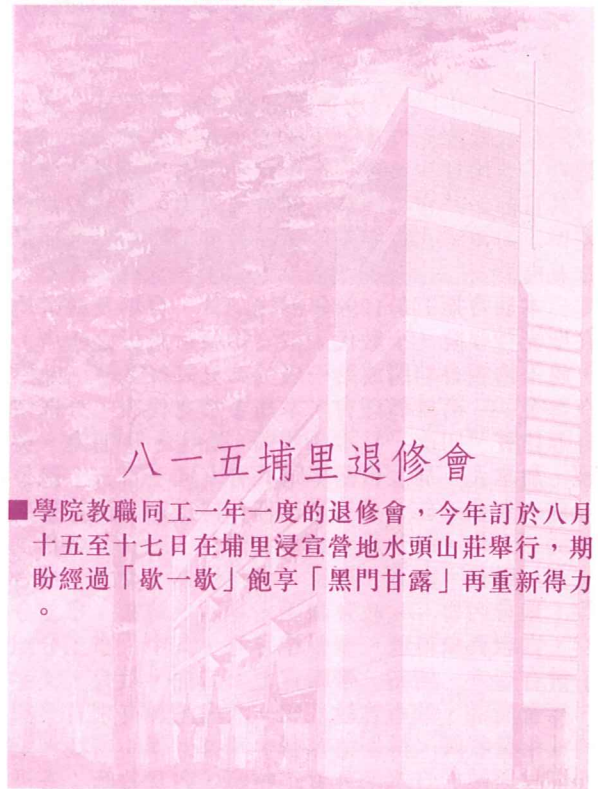 八一五埔里退修會
■學院教職同工一年一度的退修會，今年訂於八月
十五至十七日在埔里浸宣營地水頭山莊舉行，期
盼經過「歇一歇」飽享「黑門甘露」再重新得力
。